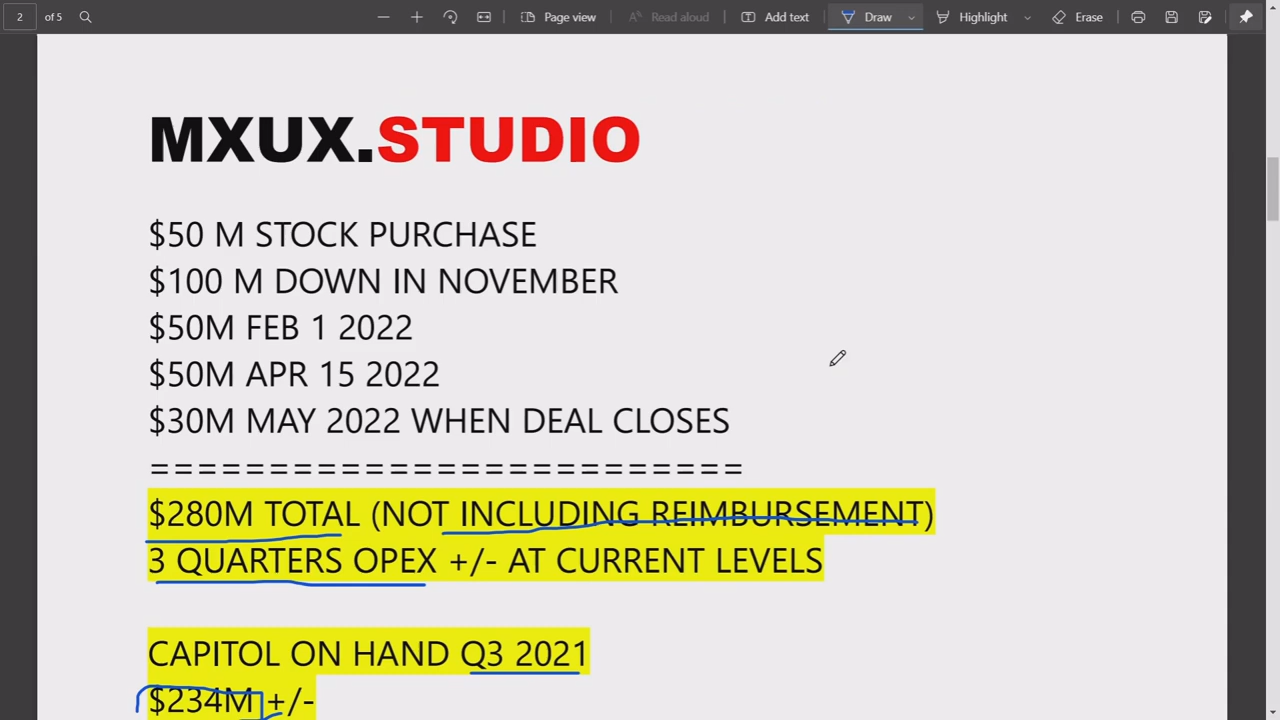 2 of 5 Page view Read aloud Add text Draw Highlight Erase
MXUX.STUDIO
$50 M STOCK PURCHASE
$100 M DOWN IN NOVEMBER
$50M FEB 1 2022
$50M APR 15 2022
$30M MAY 2022 WHEN DEAL CLOSES
=========================
$280M TOTAL (NOT INCLUDING REIMBURSEMENT)
3 QUARTERS OPEX +/- AT CURRENT LEVELS
CAPITOL ON HAND Q3 2021
$234M +/-